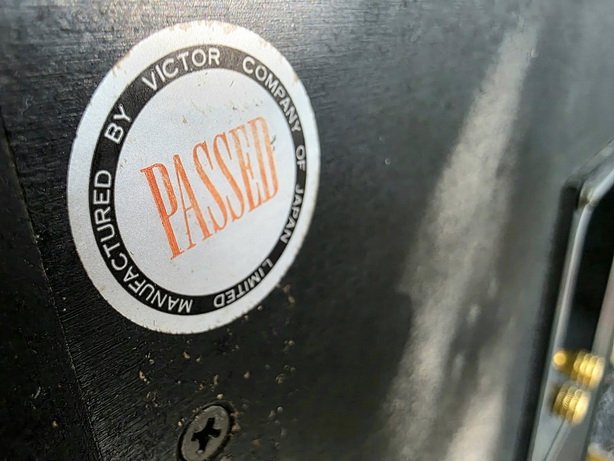 MANUFACTURED BY VICTOR COMPANY OF JAPAN LIMITED
PASSED